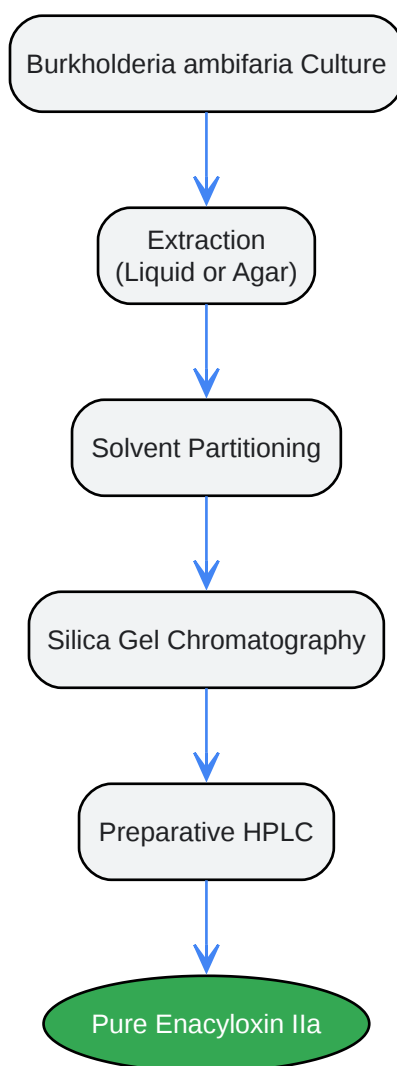 Burkholderia ambifaria Culture
Extraction
(Liquid or Agar)
Solvent Partitioning
Silica Gel Chromatography
Preparative HPLC
Pure Enacyloxin IIa